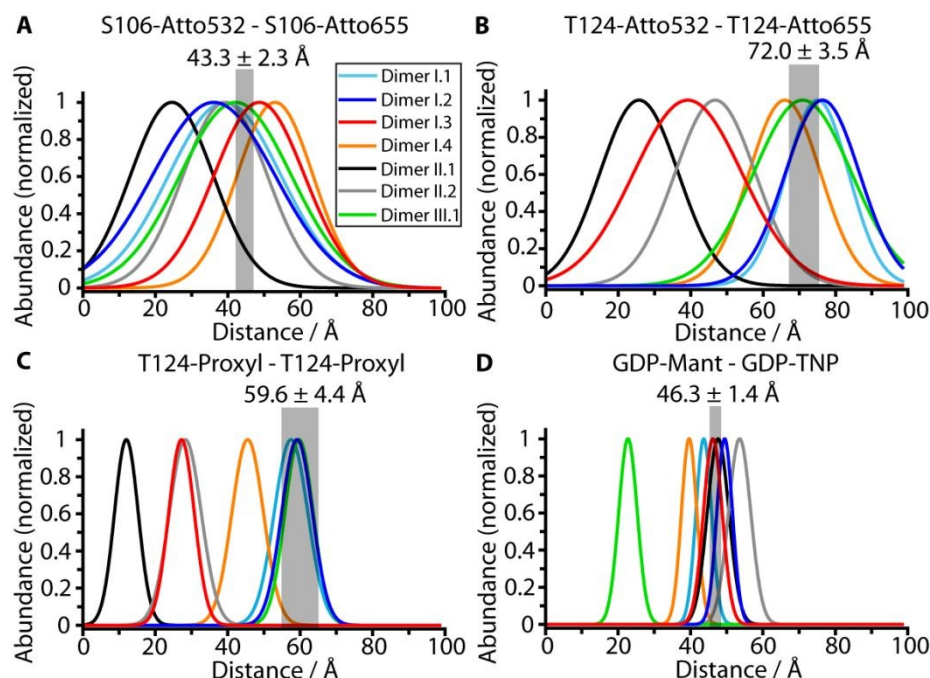 A
S106-Atto532 - S106-Atto655
43.3 ± 2.3 Å
Abundance (normalized)
1
0.8
0.6
0.4
0.2
0
0 20 40 60 80 100
Distance / Å
Dimer I.1
Dimer I.2
Dimer I.3
Dimer I.4
Dimer II.1
Dimer II.2
Dimer III.1
B
T124-Atto532 - T124-Atto655
72.0 ± 3.5 Å
Abundance (normalized)
1
0.8
0.6
0.4
0.2
0
0 20 40 60 80 100
Distance / Å
C
T124-Proxyl - T124-Proxyl
59.6 ± 4.4 Å
Abundance (normalized)
1
0.8
0.6
0.4
0.2
0
0 20 40 60 80 100
Distance / Å
D
GDP-Mant - GDP-TNP
46.3 ± 1.4 Å
Abundance (normalized)
1
0.8
0.6
0.4
0.2
0
0 20 40 60 80 100
Distance / Å